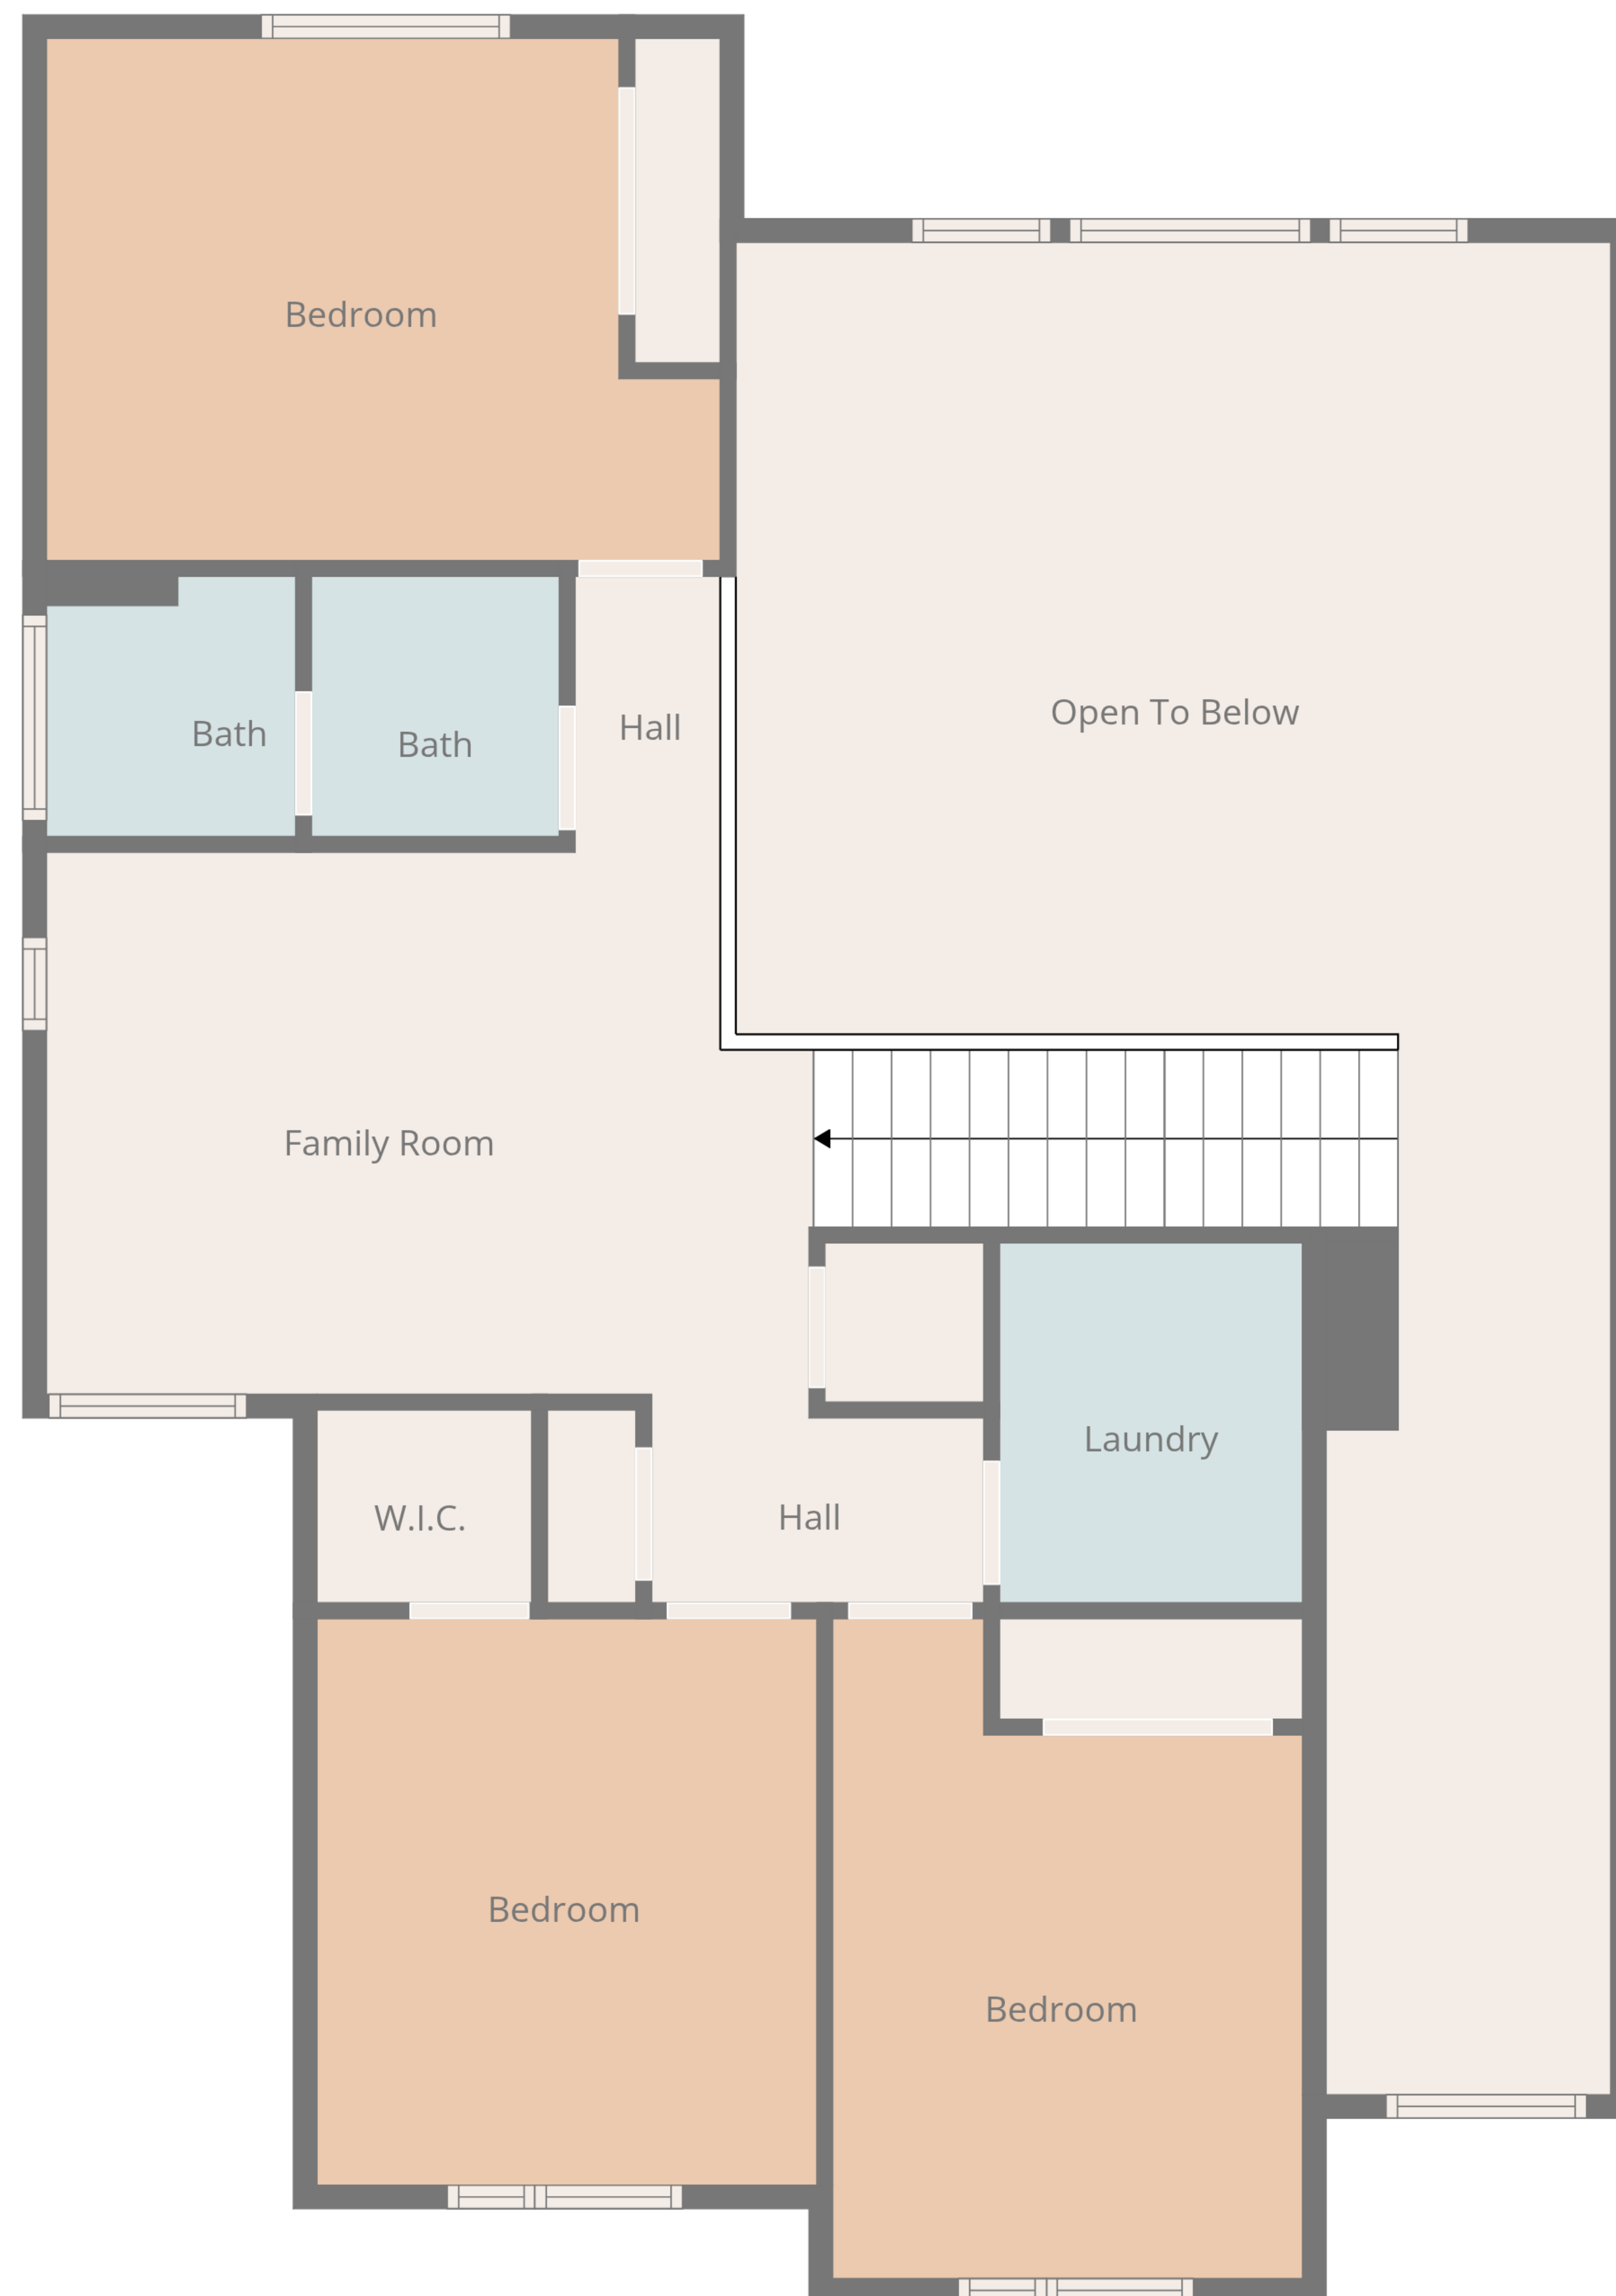 Bedroom
Open To Below
Hall
Bath
Bath
Family Room
Laundry
W.I.C.
Hall
Bedroom
Bedroom